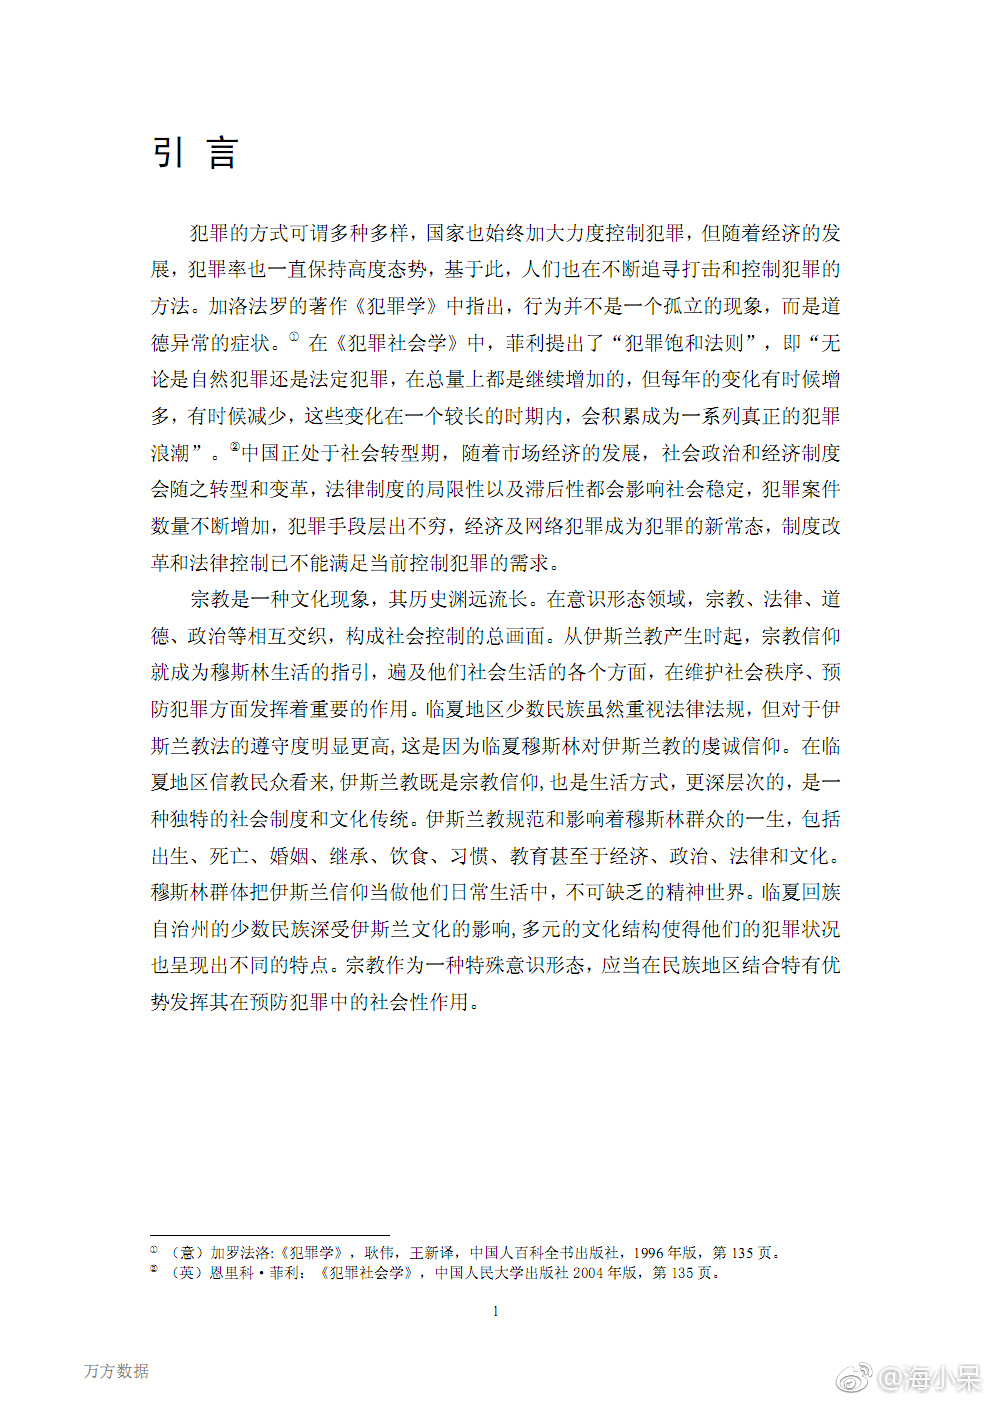 引 言
犯罪的方式可谓多种多样，国家也始终加大力度控制犯罪，但随着经济的发
展，犯罪率也一直保持高度态势，基于此，人们也在不断追寻打击和控制犯罪的
方法。加洛法罗的著作《犯罪学》中指出，行为并不是一个孤立的现象，而是道
德异常的症状。① 在《犯罪社会学》中，菲利提出了“犯罪饱和法则”，即“无
论是自然犯罪还是法定犯罪，在总量上都是继续增加的，但每年的变化有时候增
多，有时候减少，这些变化在一个较长的时期内，会积累成为一系列真正的犯罪
浪潮”。②中国正处于社会转型期，随着市场经济的发展，社会政治和经济制度
会随之转型和变革，法律制度的局限性以及滞后性都会影响社会稳定，犯罪案件
数量不断增加，犯罪手段层出不穷，经济及网络犯罪成为犯罪的新常态，制度改
革和法律控制已不能满足当前控制犯罪的需求。
宗教是一种文化现象，其历史渊远流长。在意识形态领域，宗教、法律、道
德、政治等相互交织，构成社会控制的总画面。从伊斯兰教产生时起，宗教信仰
就成为穆斯林生活的指引，遍及他们社会生活的各个方面，在维护社会秩序、预
防犯罪方面发挥着重要的作用。临夏地区少数民族虽然重视法律法规，但对于伊
斯兰教法的遵守度明显更高,这是因为临夏穆斯林对伊斯兰教的虔诚信仰。在临
夏地区信教民众看来,伊斯兰教既是宗教信仰,也是生活方式，更深层次的，是一
种独特的社会制度和文化传统。伊斯兰教规范和影响着穆斯林群众的一生，包括
出生、死亡、婚姻、继承、饮食、习惯、教育甚至于经济、政治、法律和文化。
穆斯林群体把伊斯兰信仰当做他们日常生活中，不可缺乏的精神世界。临夏回族
自治州的少数民族深受伊斯兰文化的影响,多元的文化结构使得他们的犯罪状况
也呈现出不同的特点。宗教作为一种特殊意识形态，应当在民族地区结合特有优
势发挥其在预防犯罪中的社会性作用。
① （意）加罗法洛:《犯罪学》，耿伟，王新译，中国人百科全书出版社，1996 年版，第 135 页。
② （英）恩里科·菲利：《犯罪社会学》，中国人民大学出版社 2004 年版，第 135 页。
1
万方数据
@海小呆